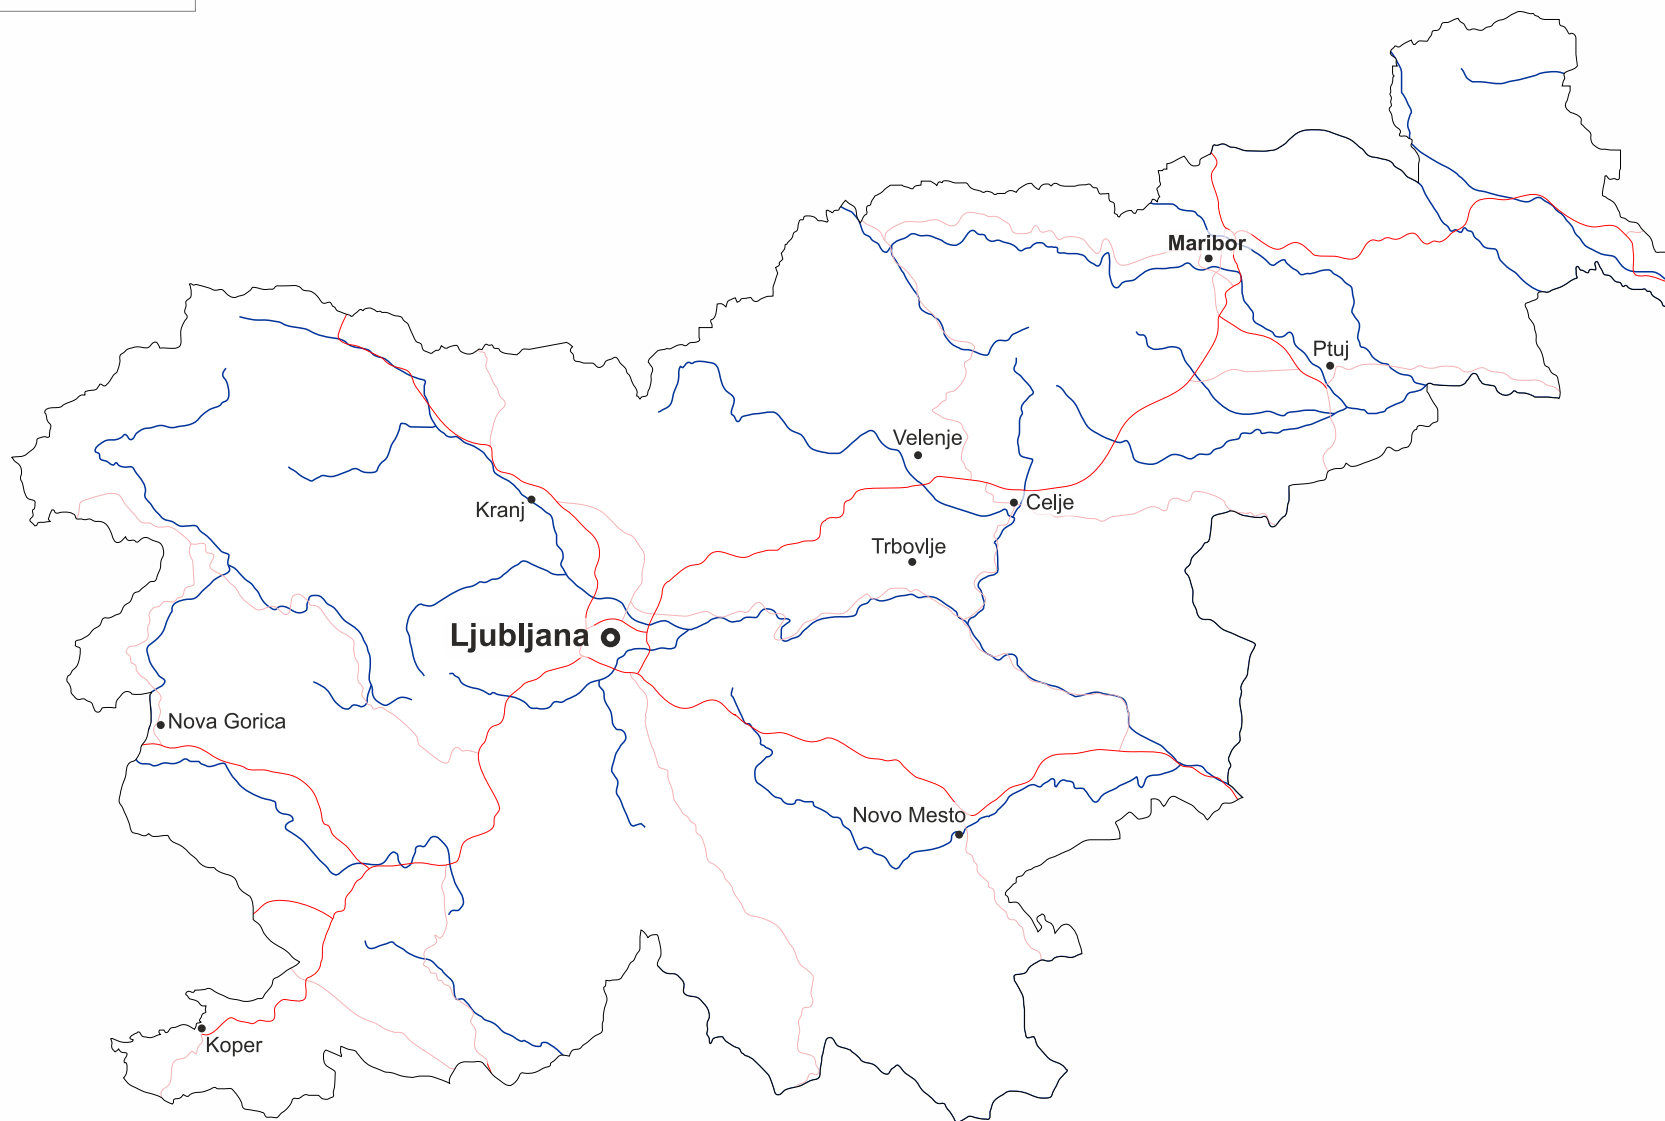 Maribor
Ptuj
Velenje
Celje
Kranj
Trbovlje
Ljubljana
Nova Gorica
Novo Mesto
Koper